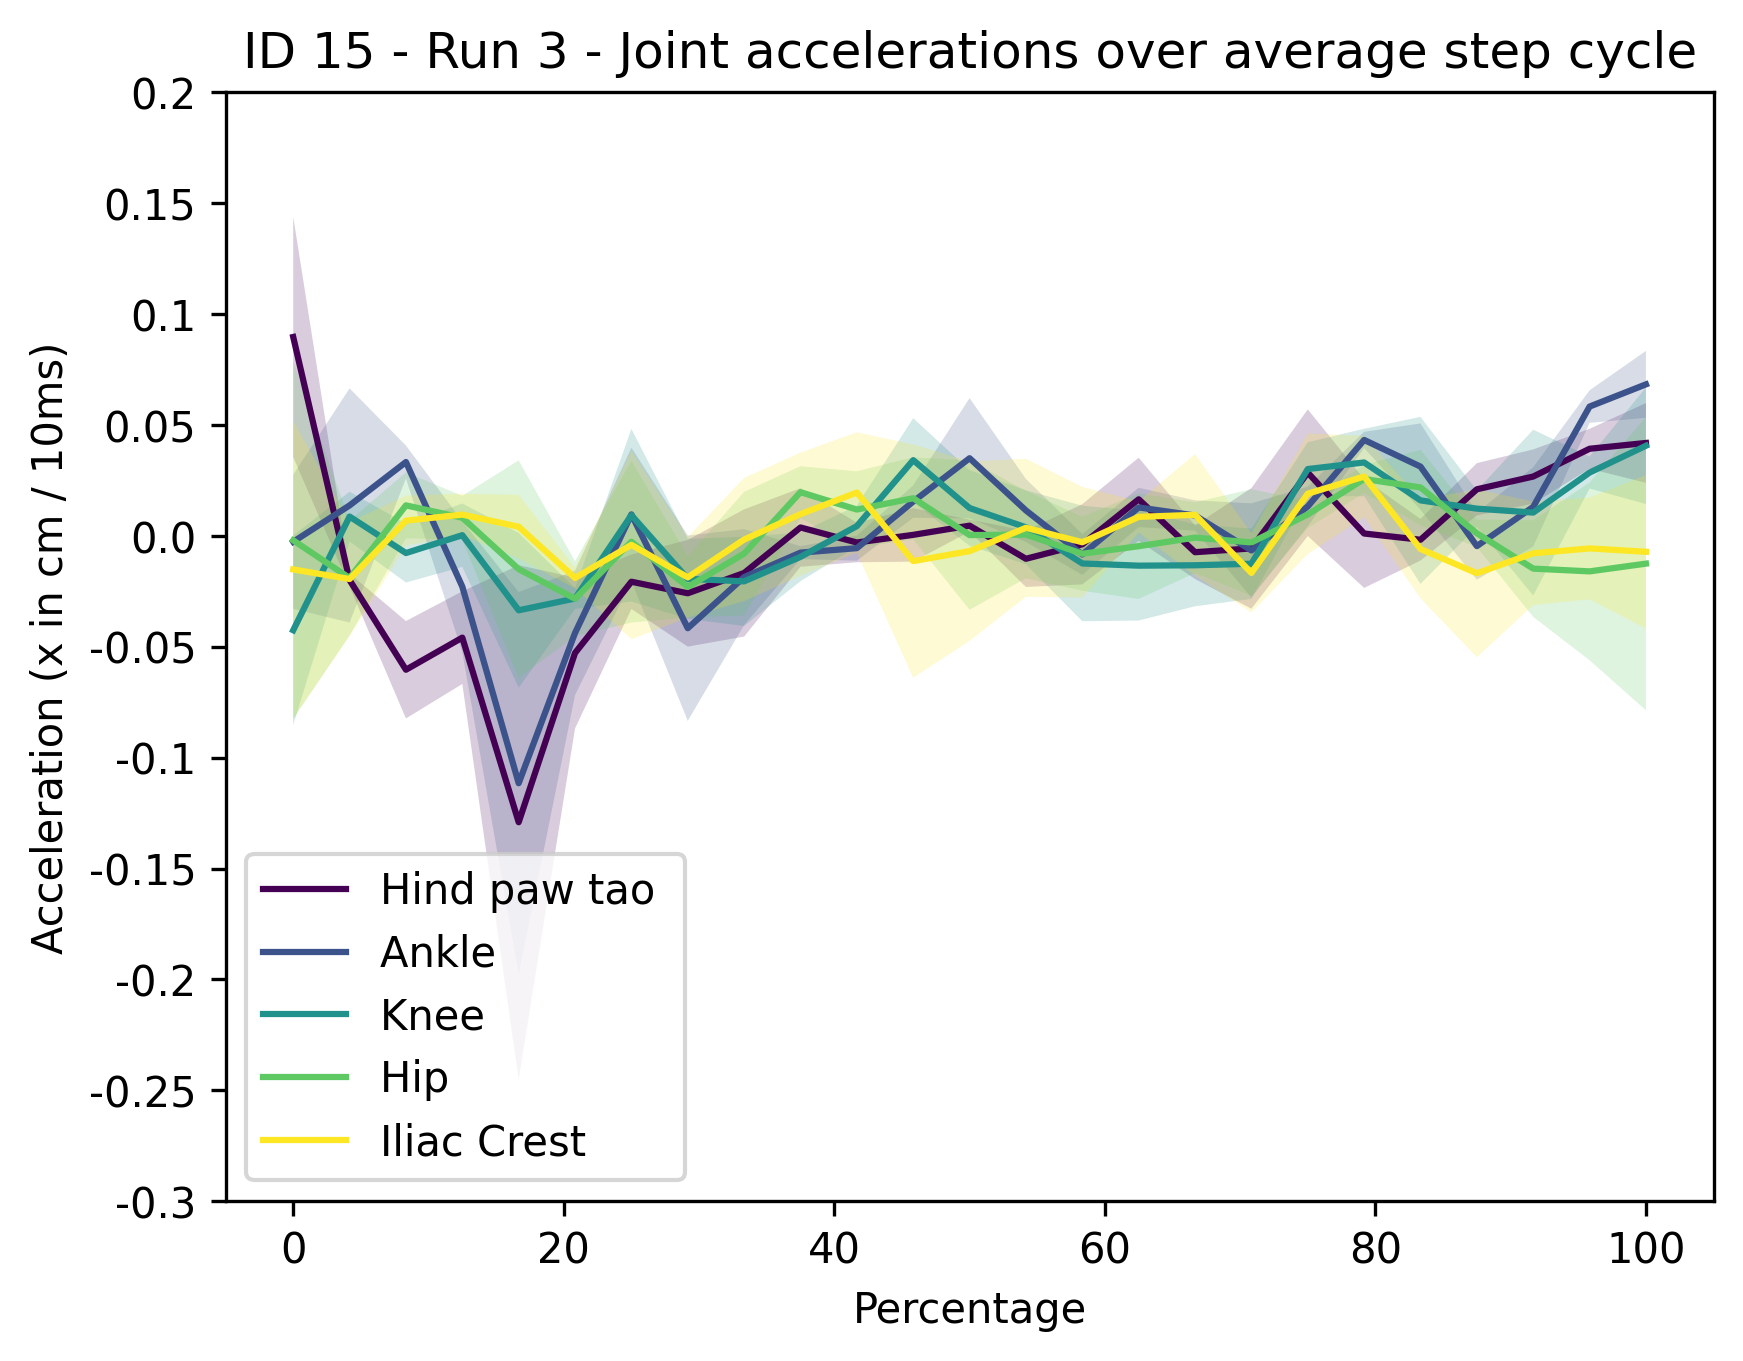 ID 15 - Run 3 - Joint accelerations over average step cycle
Acceleration (x in cm / 10ms)
0.2
0.15
0.1
0.05
0.0
-0.05
-0.1
-0.15
-0.2
-0.25
-0.3
Hind paw tao
Ankle
Knee
Hip
Iliac Crest
0 20 40 60 80 100
Percentage